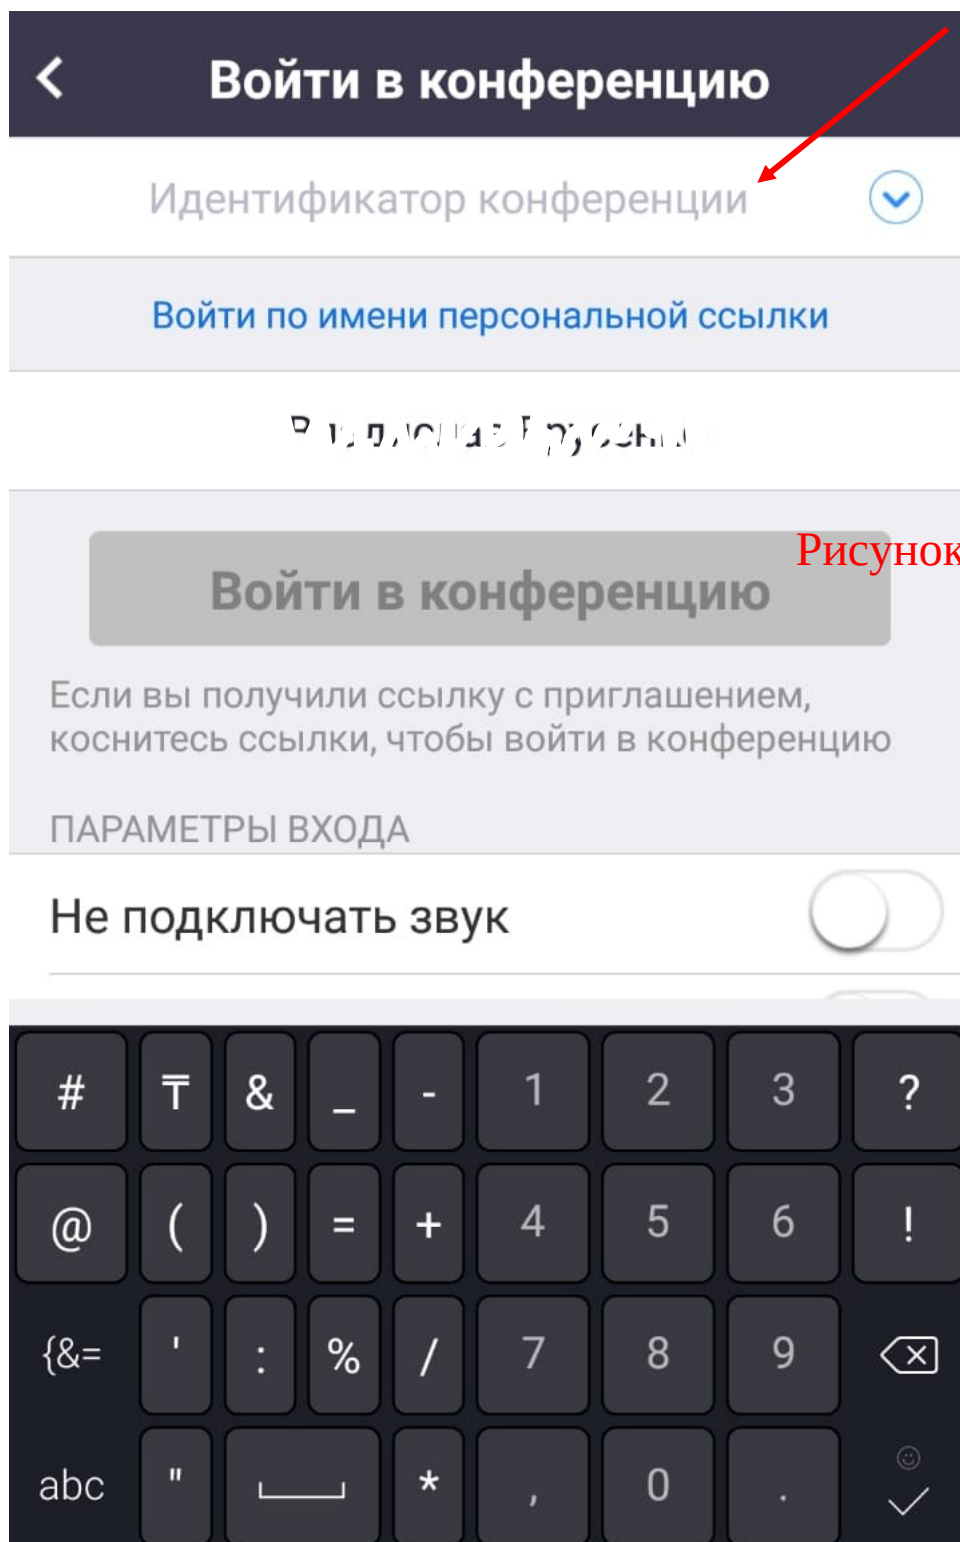 Войти в конференцию
Идентификатор конференции
Войти по имени персональной ссылки
Рисунок
Войти в конференцию
Если вы получили ссылку с приглашением,
коснитесь ссылки, чтобы войти в конференцию
ПАРАМЕТРЫ ВХОДА
Не подключать звук
# ₸ & _ - 1 2 3 ?
@ ( ) = + 4 5 6 !
{&= ' : % / 7 8 9
abc " * , 0 .